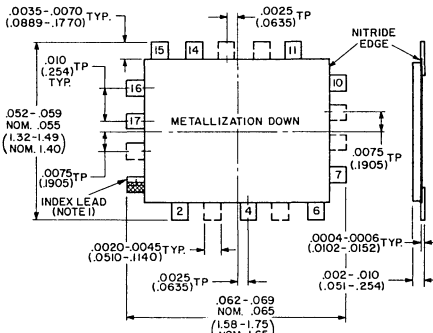 .0035-.0070 TYP.
(.0889-.1770)
.0025 TP
(.0635)
NITRIDE
EDGE
15
14
11
.010 TP
(.254)
TYP.
16
10
.052-.059
NOM. .055
(1.32-1.49
NOM. 1.40)
17
METALLIZATION DOWN
.0075 TP
(.1905)
.0075 TP
(.1905)
7
INDEX LEAD
(NOTE 1)
2
4
6
.0020-.0045 TYP.
(.0510-.1140)
.0004-.0006 TYP.
(.0102-.0152)
.0025 TP
(.0635)
.002-.010
(.051-.254)
.062-.069
NOM. .065
(1.58-1.75)
NOM. 1.65